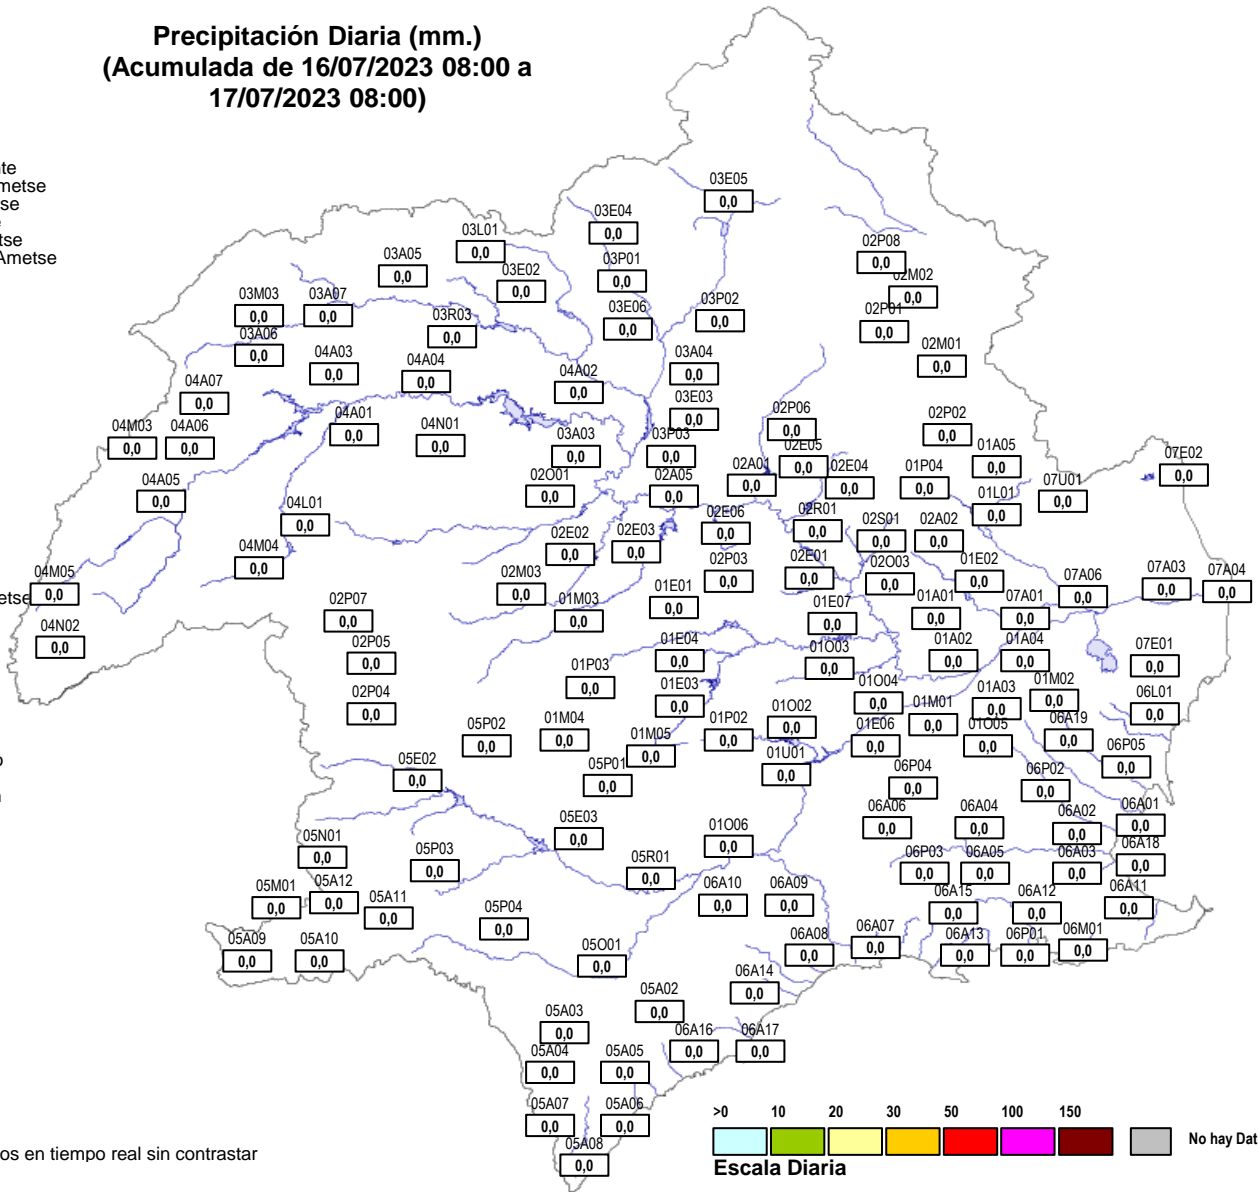 Precipitación Diaria (mm.)
(Acumulada de 16/07/2023 08:00 a
17/07/2023 08:00)
03E05
0,0
03E04
0,0
03L01
0,0
03A05
0,0
03E02
0,0
03P01
0,0
02P08
0,0
02M02
0,0
03M03
0,0
03A07
0,0
03R03
0,0
03E06
0,0
03P02
0,0
02P01
0,0
03A06
0,0
04A03
0,0
04A04
0,0
04A02
0,0
03A04
0,0
02M01
0,0
04A07
0,0
03E03
0,0
04M03
0,0
04A06
0,0
04A01
0,0
04N01
0,0
03A03
0,0
03P03
0,0
02P06
0,0
02E05
0,0
02P02
0,0
01A05
0,0
07E02
0,0
04A05
0,0
02O01
0,0
02A05
0,0
02A01
0,0
02E04
0,0
01P04
0,0
01L01
0,0
07U01
0,0
04L01
0,0
02E02
0,0
02E03
0,0
02E06
0,0
02R01
0,0
02S01
0,0
02A02
0,0
04M04
0,0
02P03
0,0
02E01
0,0
02O03
0,0
01E02
0,0
04M05
0,0
02M03
0,0
01M03
0,0
01E01
0,0
01E07
0,0
01A01
0,0
07A01
0,0
07A06
0,0
07A03
0,0
07A04
0,0
04N02
0,0
02P07
0,0
02P05
0,0
01P03
0,0
01E04
0,0
01O03
0,0
01A02
0,0
01A04
0,0
07E01
0,0
02P04
0,0
01E03
0,0
01O04
0,0
01M01
0,0
01A03
0,0
01M02
0,0
06L01
0,0
05P02
0,0
01M04
0,0
01M05
0,0
01P02
0,0
01O02
0,0
01E06
0,0
01O05
0,0
06A19
0,0
06P05
0,0
05E02
0,0
05P01
0,0
01U01
0,0
06P04
0,0
06P02
0,0
05E03
0,0
01O06
0,0
06A06
0,0
06A04
0,0
06A02
0,0
06A01
0,0
05N01
0,0
05P03
0,0
05R01
0,0
06P03
0,0
06A05
0,0
06A03
0,0
06A18
0,0
05M01
0,0
05A12
0,0
05A11
0,0
05P04
0,0
06A10
0,0
06A09
0,0
06A15
0,0
06A12
0,0
06A11
0,0
05A09
0,0
05A10
0,0
05O01
0,0
06A08
0,0
06A07
0,0
06A13
0,0
06P01
0,0
06M01
0,0
06A14
0,0
05A02
0,0
05A03
0,0
06A16
0,0
06A17
0,0
05A04
0,0
05A05
0,0
05A07
0,0
05A06
0,0
05A08
0,0
>0 10 20 30 50 100 150
No hay Dat
Escala Diaria
os en tiempo real sin contrastar